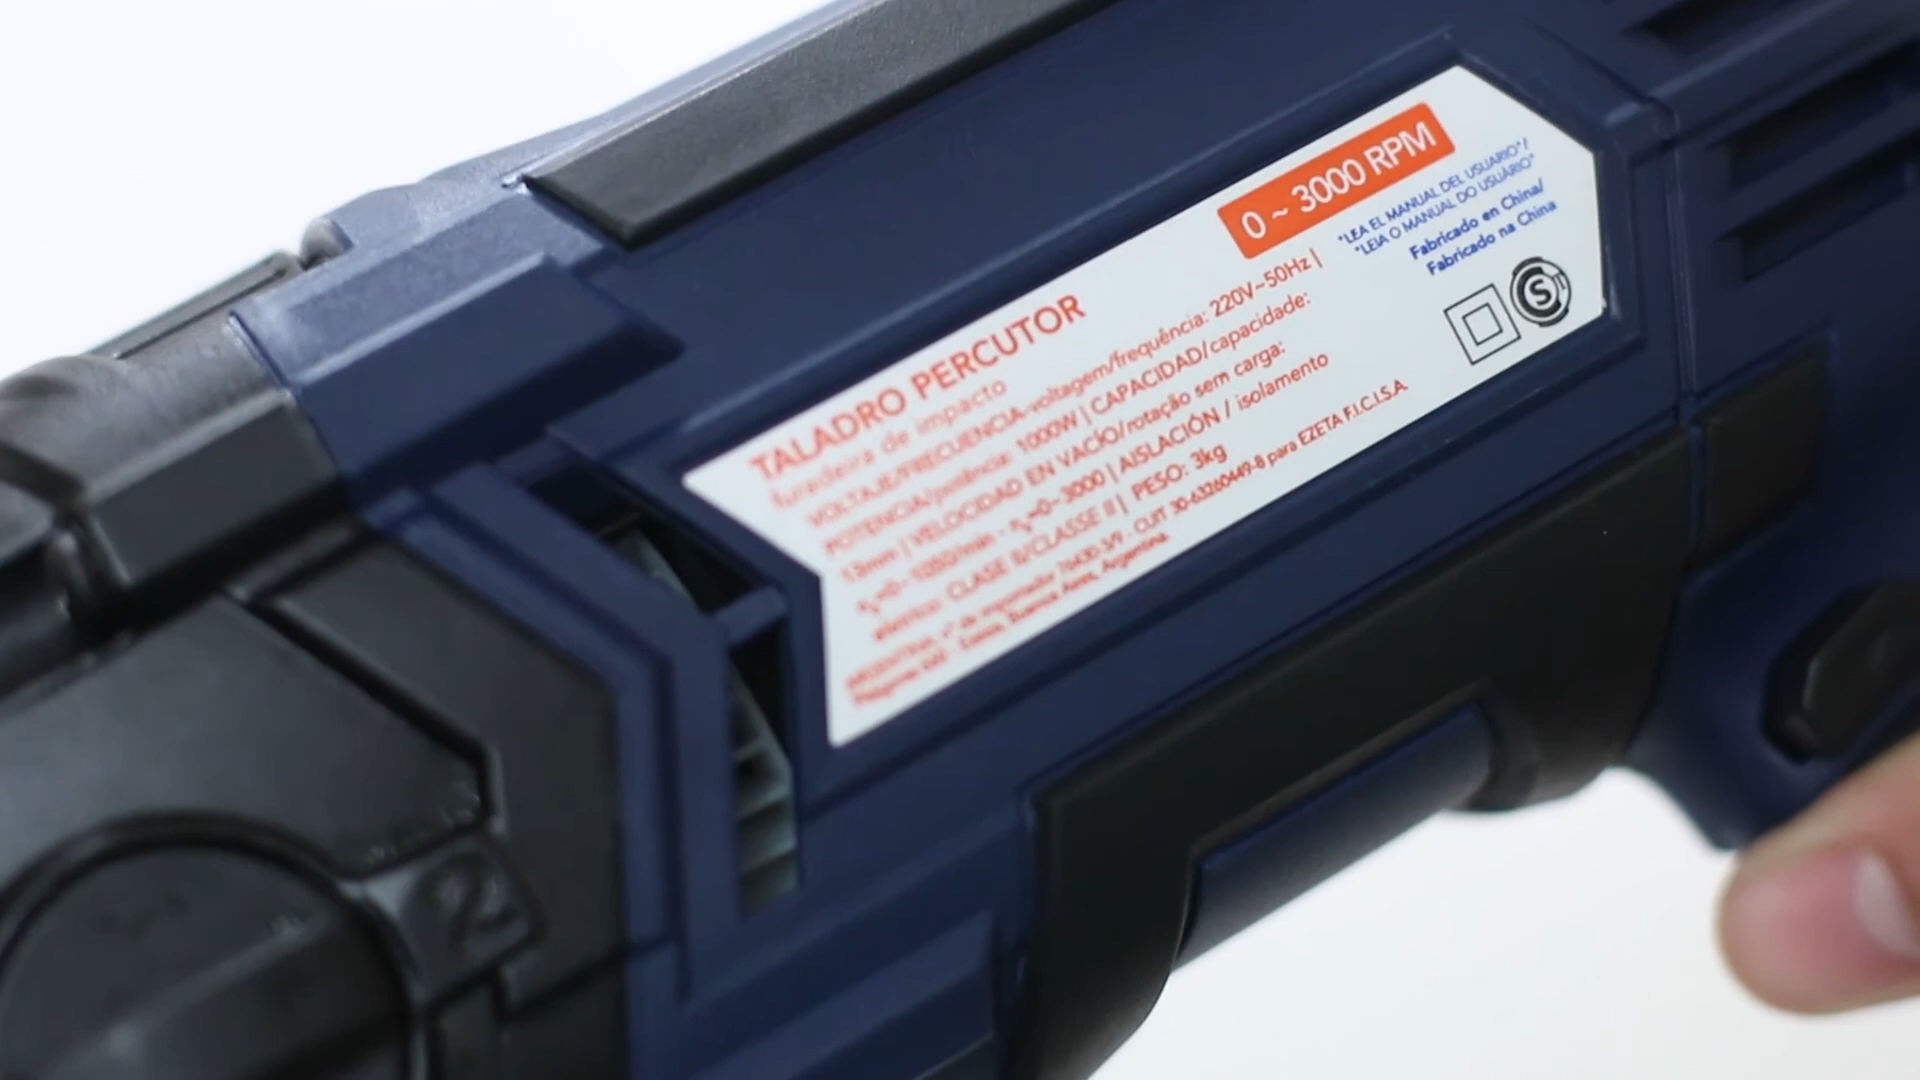 0 ~ 3000 RPM
"LEA EL MANUAL DEL USUARIO"/
"LEIA O MANUAL DO USUÁRIO"
Fabricado en China/
Fabricado na China
S
TALADRO PERCUTOR
furadeira de impacto
VOLTAJE/FRECUENCIA-voltagem/frequência: 220V~50Hz |
POTENCIA/potência: 1000W | CAPACIDAD/capacidade:
13mm | VELOCIDAD EN VACÍO/rotação sem carga:
n₀=0~3000 | AISLACIÓN / isolamento
CLASE II/CLASSE II | PESO: 3kg
CUIT 30-63260449-8 para EZETA F.I.C.I.S.A.
Buenos Aires, Argentina
2